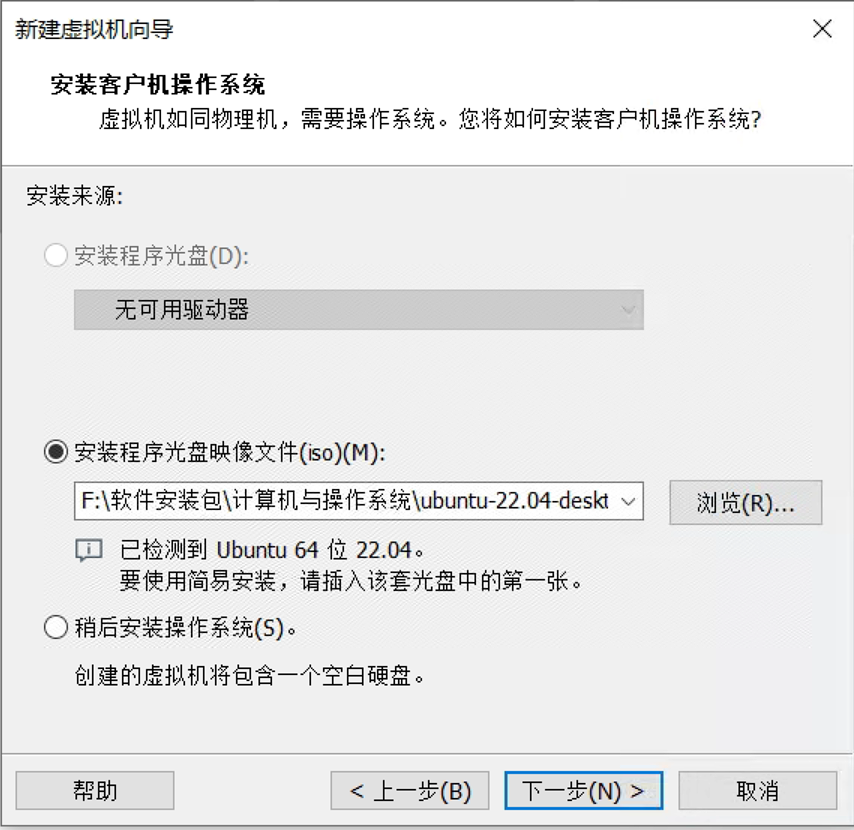 新建虚拟机向导
安装客户机操作系统
虚拟机如同物理机，需要操作系统。您将如何安装客户机操作系统?
安装来源:
安装程序光盘(D):
无可用驱动器
安装程序光盘映像文件(iso)(M):
F:\软件安装包\计算机与操作系统\ubuntu-22.04-deskt
浏览(R)...
已检测到 Ubuntu 64 位 22.04。
要使用简易安装，请插入该套光盘中的第一张。
稍后安装操作系统(S)。
创建的虚拟机将包含一个空白硬盘。
帮助
< 上一步(B)
下一步(N) >
取消